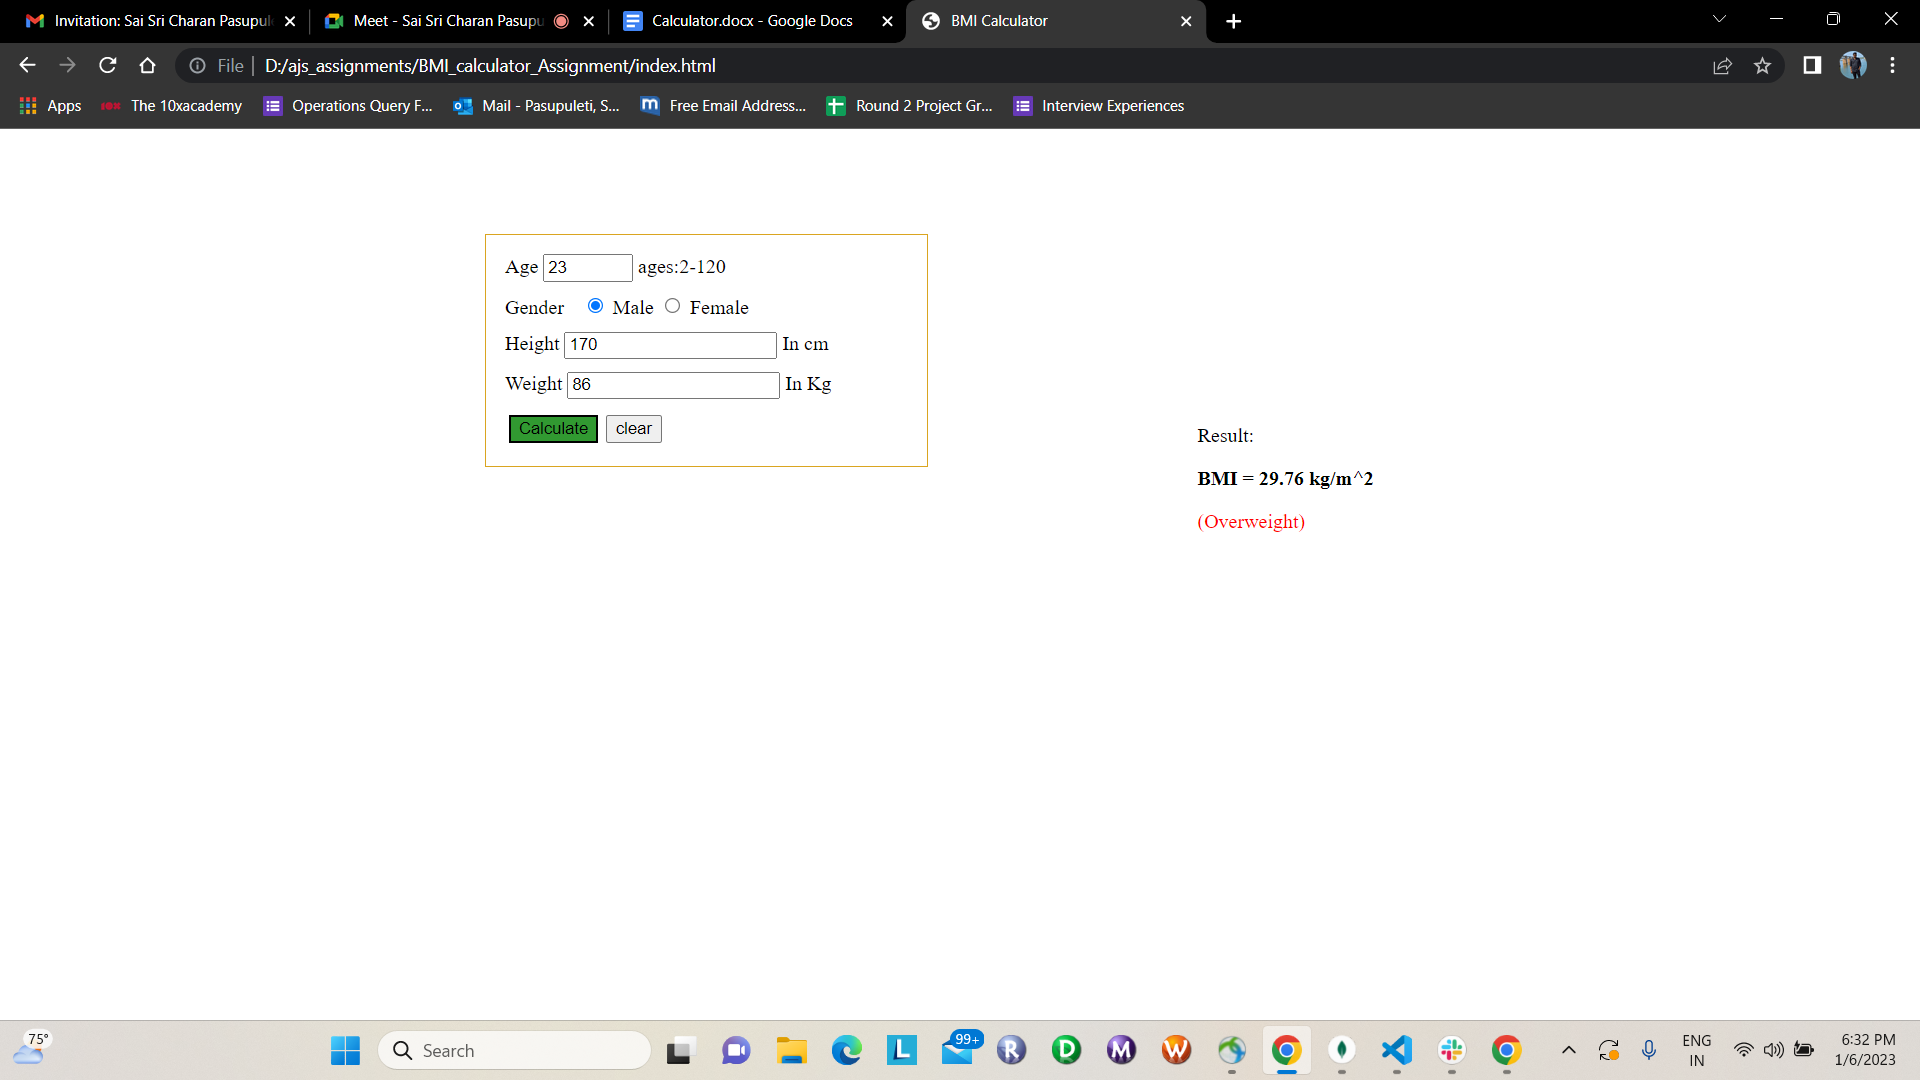 Invitation: Sai Sri Charan Pasupul
Meet - Sai Sri Charan Pasupu
Calculator.docx - Google Docs
BMI Calculator
File D:/ajs_assignments/BMI_calculator_Assignment/index.html
Apps
10X The 10xacademy
Operations Query F...
Mail - Pasupuleti, S...
m Free Email Address...
Round 2 Project Gr...
Interview Experiences
Age 23 ages:2-120
Gender Male Female
Height 170 In cm
Weight 86 In Kg
Calculate clear
Result:
BMI = 29.76 kg/m^2
(Overweight)
75°
Search
L
99+
R
D
M
W
ENG
IN
6:32 PM
1/6/2023